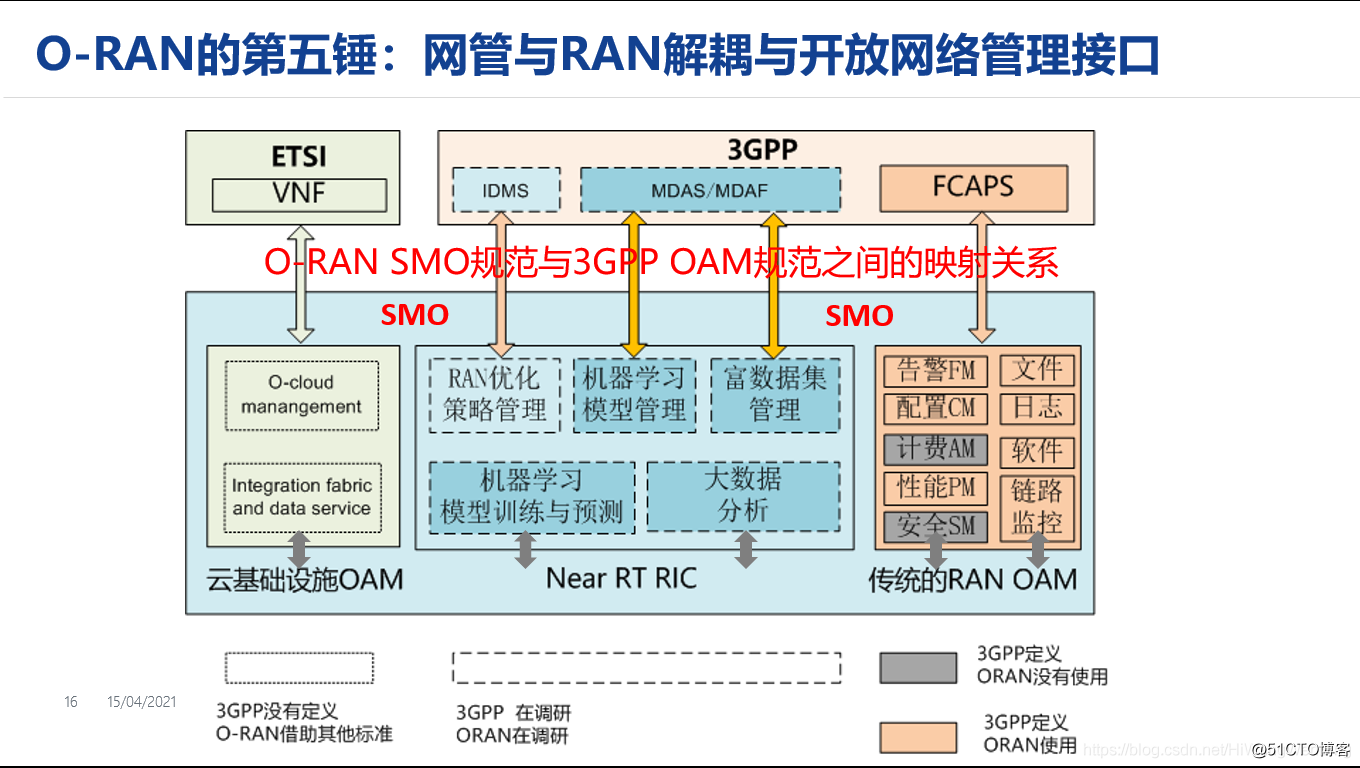 O-RAN的第五锤：网管与RAN解耦与开放网络管理接口
ETSI
VNF
3GPP
IDMS
MDAS/MDAF
FCAPS
O-RAN SMO规范与3GPP OAM规范之间的映射关系
SMO
SMO
O-cloud
manangement
Integration fabric
and data service
云基础设施OAM
RAN优化
策略管理
机器学习
模型管理
富数据集
管理
机器学习
模型训练与预测
大数据
分析
Near RT RIC
告警FM
文件
配置CM
日志
计费AM
软件
性能PM
链路
监控
安全SM
传统的RAN OAM
3GPP没有定义
O-RAN借助其他标准
3GPP 在调研
ORAN在调研
3GPP定义
ORAN没有使用
3GPP定义
ORAN使用
16
15/04/2021
https://blog.csdn.net/HiW
@51CTO博客